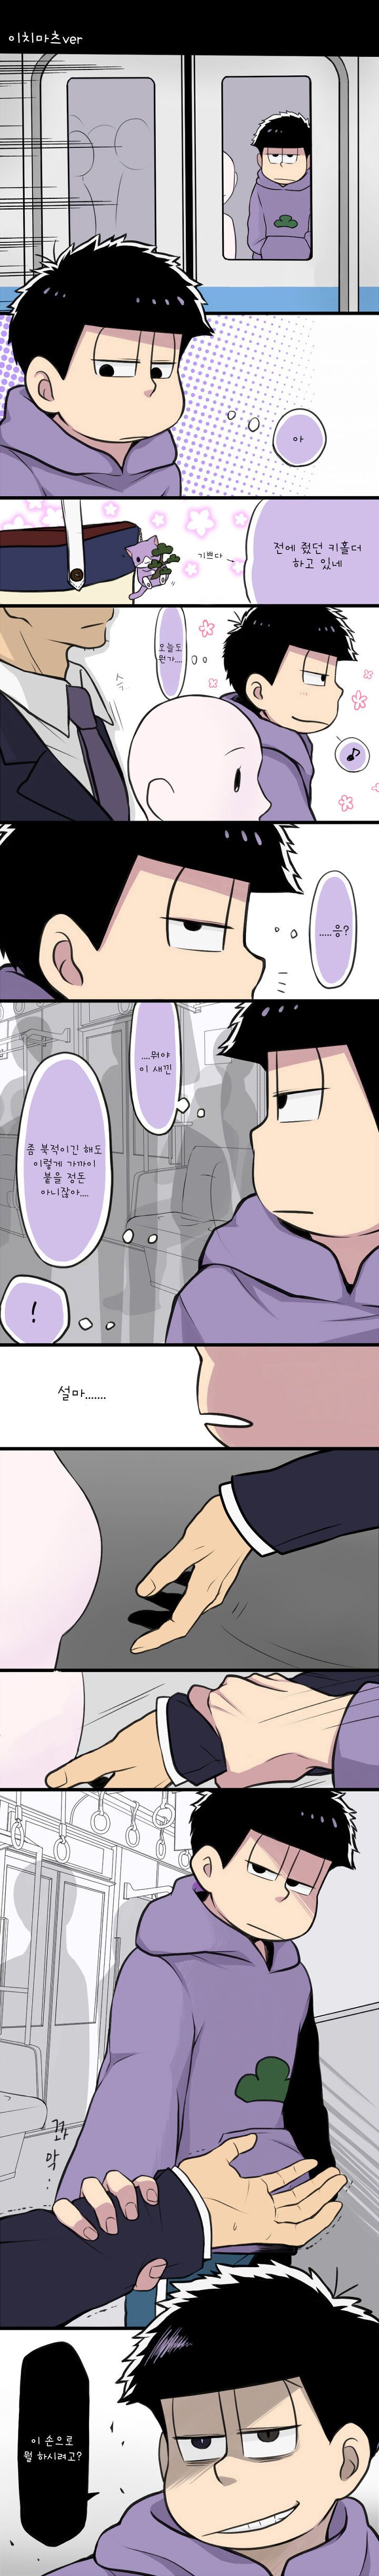 이치마츠ver
아
전에 줬던 키홀더
하고 있네
기쁘다
오늘도
뭔가....
스
윽..
♪
.....응?
....뭐야
이 새낀
좀 북적이긴 해도
이렇게 가까이
붙을 정돈
아니잖아....
!
설마.......
콰
악..
이 손으로
뭘 하시려고?